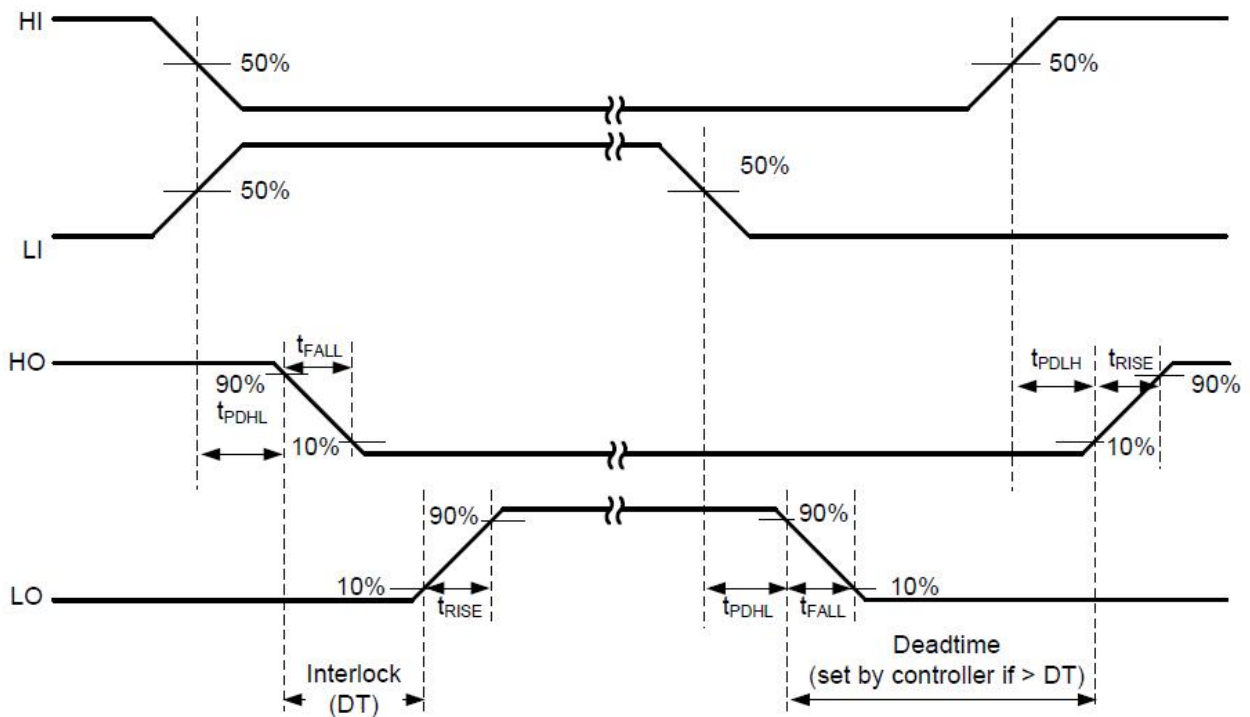 HI
50%
50%
50%
50%
LI
HO
tFALL
90%
tPDHL
10%
tPDLH
tRISE
90%
10%
90%
90%
LO
10%
tRISE
tPDHL
tFALL
10%
Interlock
(DT)
Deadtime
(set by controller if > DT)